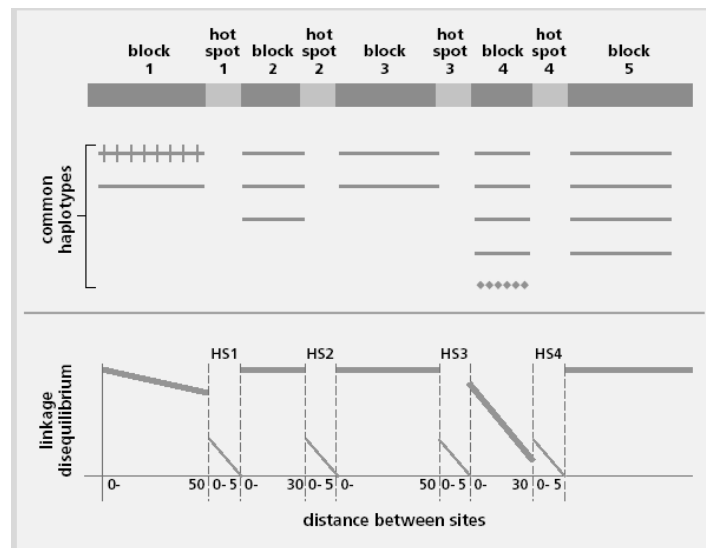 hot hot hot hot
block spot block spot block spot block spot block
1 1 2 2 3 3 4 4 5
common
haplotypes
HS1 HS2 HS3 HS4
linkage
disequilibrium
0- 50 0- 5 0- 30 0- 5 0- 50 0- 5 0- 30 0- 5
distance between sites